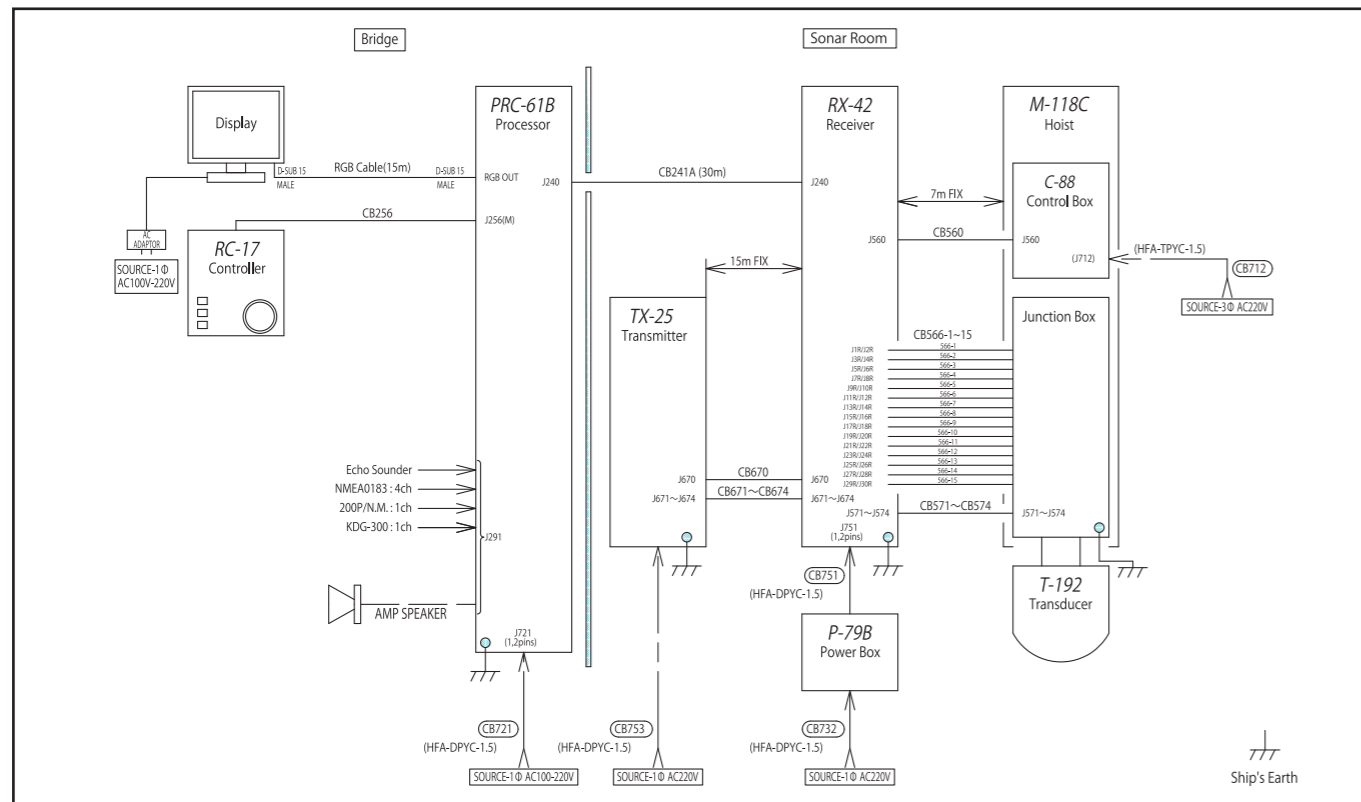 Bridge
Sonar Room
Display
D-SUB 15
MALE
RGB Cable(15m)
D-SUB 15
MALE
AC
ADAPTOR
SOURCE-1Φ
AC100V-220V
CB256
RC-17
Controller
PRC-61B
Processor
RGB OUT
J240
J256(M)
Echo Sounder
NMEA0183 : 4ch
200P/N.M. : 1ch
KDG-300 : 1ch
J291
AMP SPEAKER
J721
(1,2pins)
CB721
(HFA-DPYC-1.5)
SOURCE-1Φ AC100-220V
CB241A (30m)
15m FIX
TX-25
Transmitter
J670
J671～J674
CB670
CB671～CB674
CB753
(HFA-DPYC-1.5)
SOURCE-1Φ AC220V
RX-42
Receiver
J240
J560
J1R/J2R
J3R/J4R
J5R/J6R
J7R/J8R
J9R/J10R
J11R/J12R
J13R/J14R
J15R/J16R
J17R/J18R
J19R/J20R
J21R/J22R
J23R/J24R
J25R/J26R
J27R/J28R
J29R/J30R
J670
J671～J674
J571～J574
J751
(1,2pins)
CB751
(HFA-DPYC-1.5)
P-79B
Power Box
CB732
(HFA-DPYC-1.5)
SOURCE-1Φ AC220V
7m FIX
CB560
CB566-1~15
566-1
566-2
566-3
566-4
566-5
566-6
566-7
566-8
566-9
566-10
566-11
566-12
566-13
566-14
566-15
CB571～CB574
M-118C
Hoist
C-88
Control Box
J560
(J712)
(HFA-TPYC-1.5)
CB712
SOURCE-3Φ AC220V
Junction Box
J571～J574
T-192
Transducer
Ship's Earth